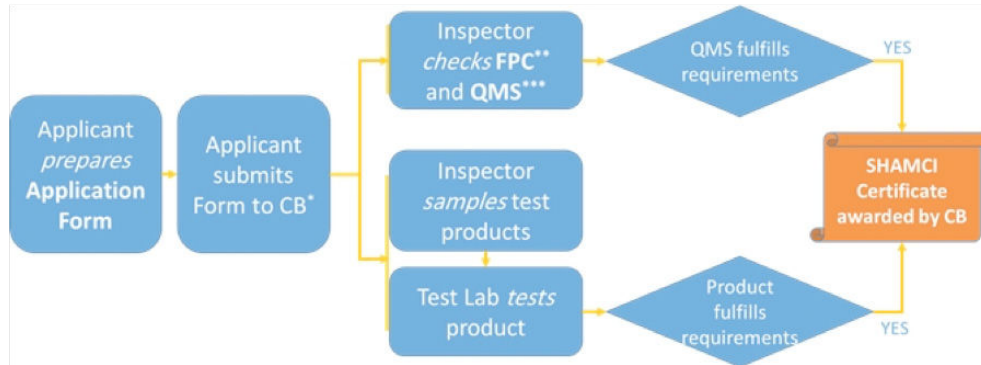 Applicant
prepares
Application
Form
Applicant
submits
Form to CB*
Inspector
checks FPC**
and QMS***
QMS fulfills
requirements
YES
Inspector
samples test
products
Test Lab tests
product
Product
fulfills
requirements
YES
SHAMCI
Certificate
awarded by CB